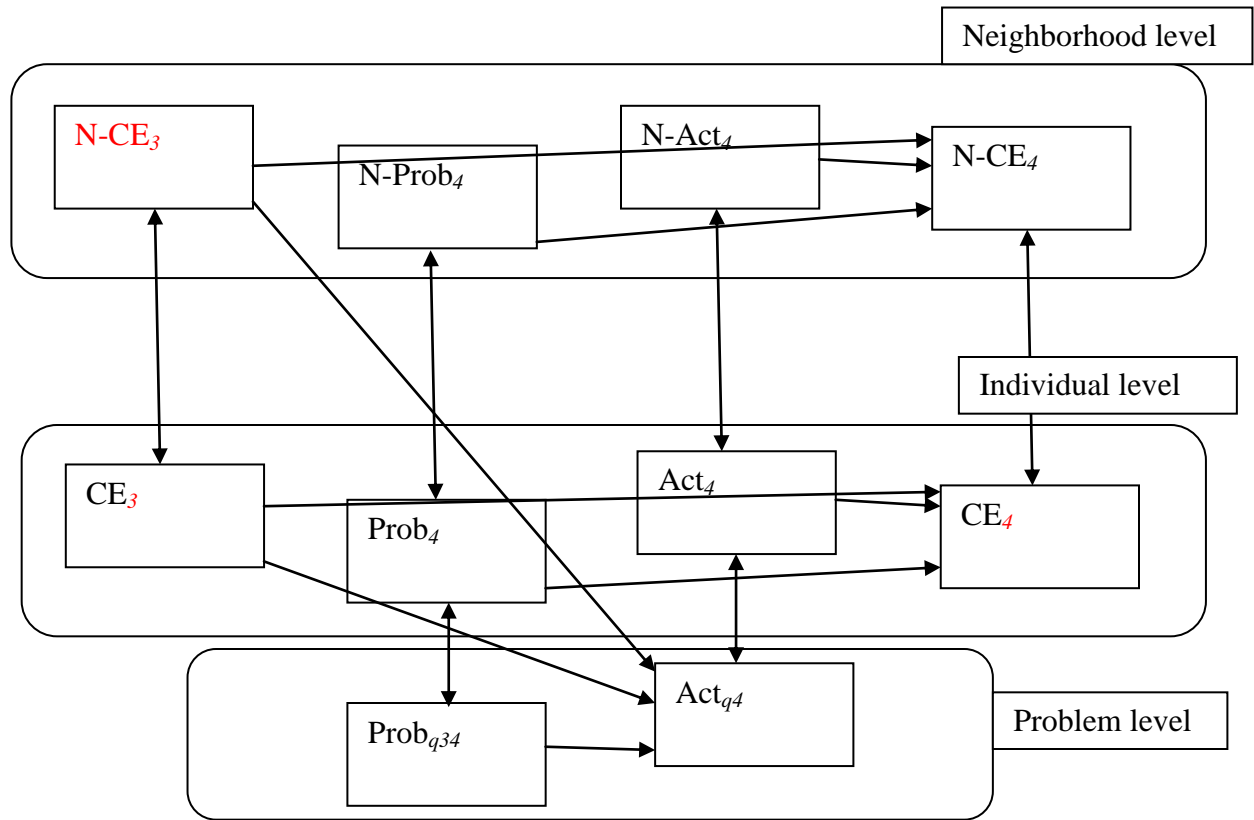 Neighborhood level
N-CE3
N-Prob4
N-Act4
N-CE4
Individual level
CE3
Prob4
Act4
CE4
Probq34
Actq4
Problem level